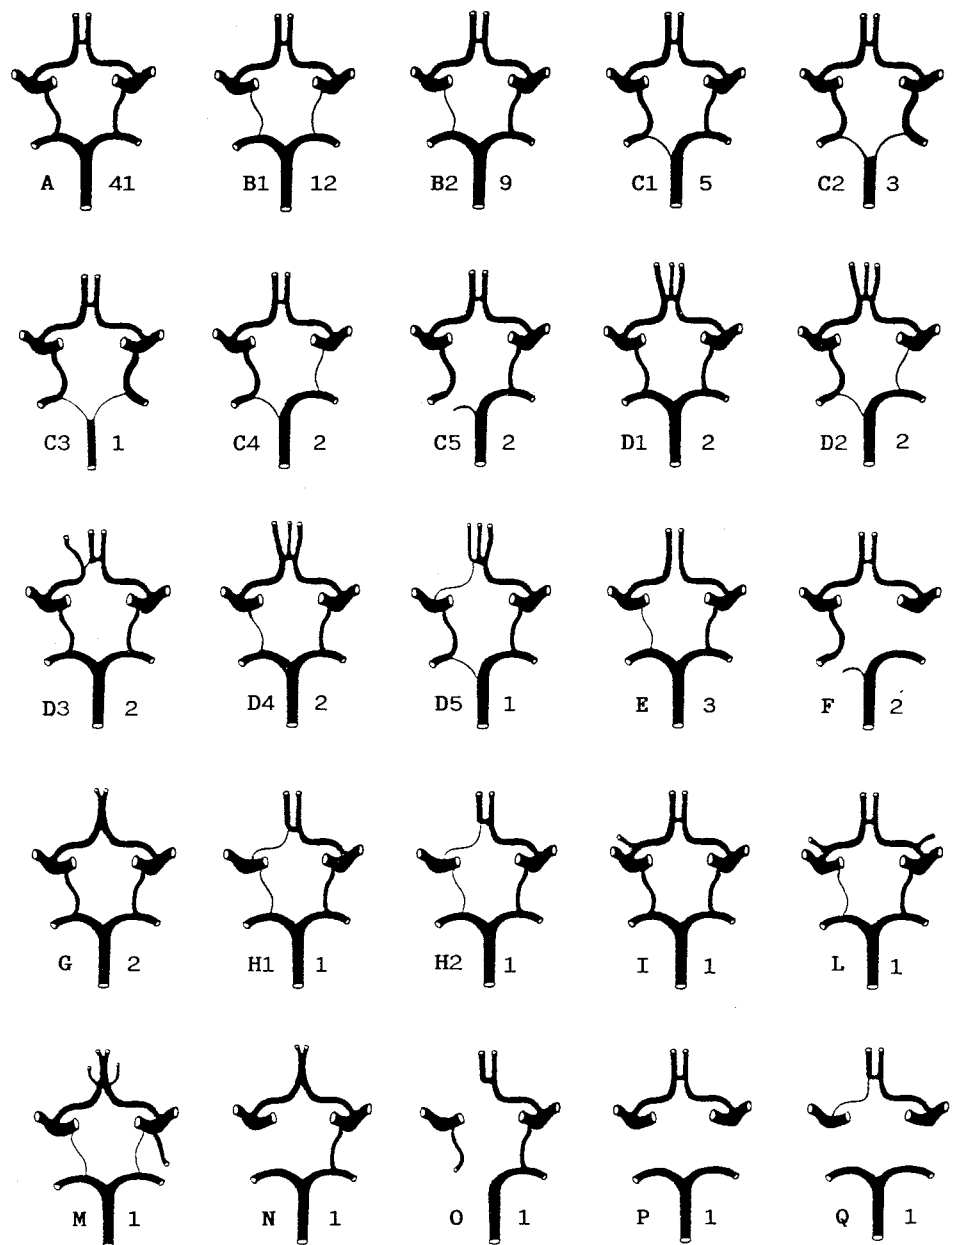 A 41 B1 12 B2 9 C1 5 C2 3
C3 1 C4 2 C5 2 D1 2 D2 2
D3 2 D4 2 D5 1 E 3 F 2
G 2 H1 1 H2 1 I 1 L 1
M 1 N 1 O 1 P 1 Q 1